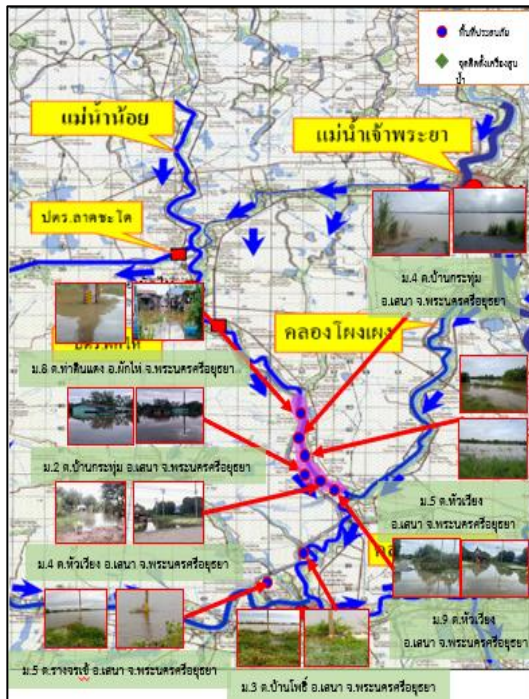 พื้นที่ประสบภัย
จุดติดตั้งเครื่องสูบ
น้ำ
แม่น้ำน้อย
แม่น้ำเจ้าพระยา
ปตร.ลาดชะโด
ม.4 ต.บ้านกระทุ่ม
อ.เสนา จ.พระนครศรีอยุธยา
คลองโผงเผง
ม.8 ต.ท่าดินแดง อ.ผักไห่ จ.พระนครศรีอยุธยา
ม.2 ต.บ้านกระทุ่ม อ.เสนา จ.พระนครศรีอยุธยา
ม.5 ต.หัวเวียง
อ.เสนา จ.พระนครศรีอยุธยา
ม.4 ต.หัวเวียง อ.เสนา จ.พระนครศรีอยุธยา
ม.9 ต.หัวเวียง
อ.เสนา จ.พระนครศรีอยุธยา
ม.5 ต.รางจรเข้ อ.เสนา จ.พระนครศรีอยุธยา
ม.3 ต.บ้านโพธิ์ อ.เสนา จ.พระนครศรีอยุธยา